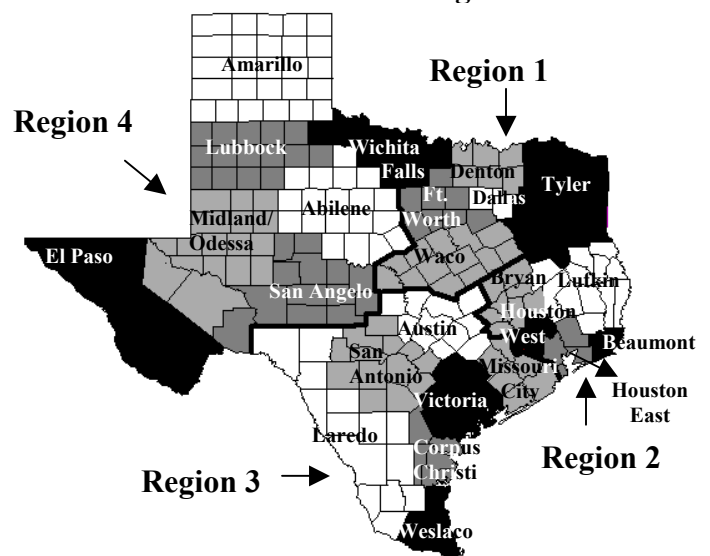 Amarillo
Region 1
Region 4
Lubbock
Wichita
Falls
Denton
Tyler
Ft.
Worth
Dallas
Midland/
Odessa
Abilene
El Paso
Waco
San Angelo
Bryan
Lufkin
Houston
West
Austin
Beaumont
San
Antonio
Missouri
City
Victoria
Houston
East
Laredo
Corpus
Christi
Region 2
Region 3
Weslaco